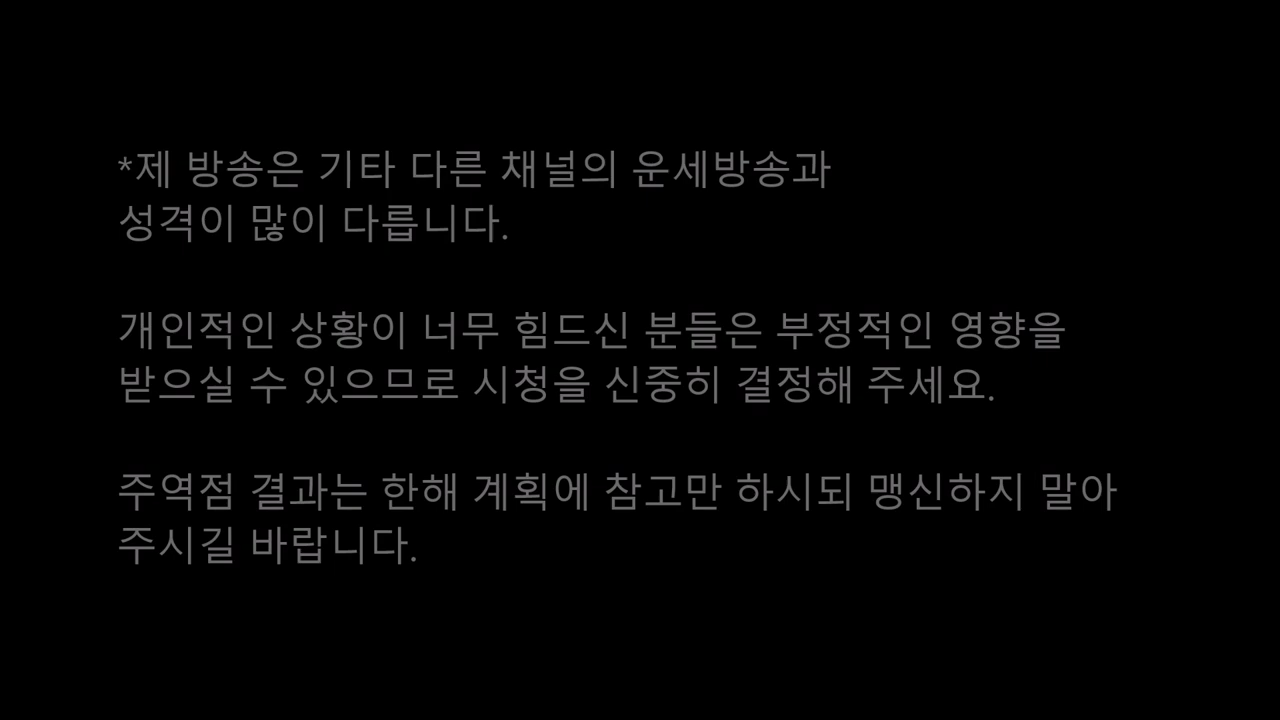 *제 방송은 기타 다른 채널의 운세방송과
성격이 많이 다릅니다.
개인적인 상황이 너무 힘드신 분들은 부정적인 영향을
받으실 수 있으므로 시청을 신중히 결정해 주세요.
주역점 결과는 한해 계획에 참고만 하시되 맹신하지 말아
주시길 바랍니다.